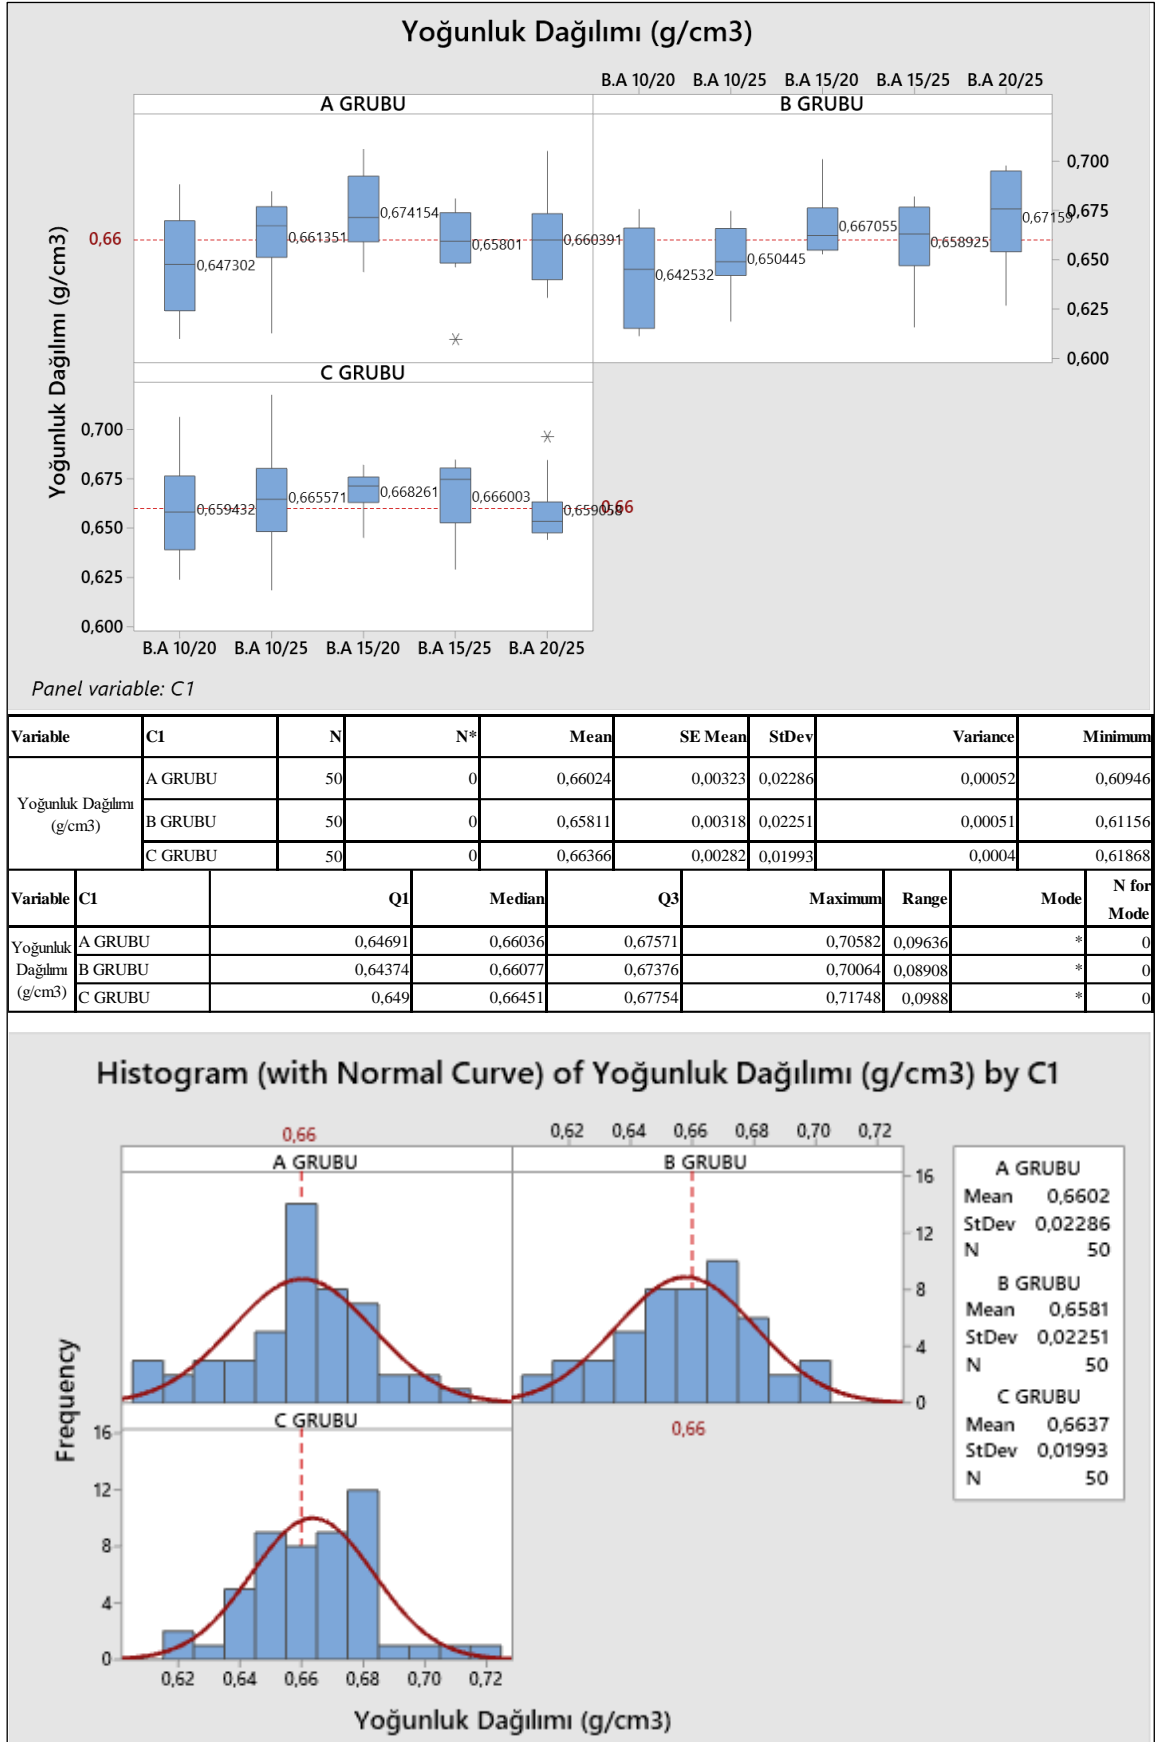 Yoğunluk Dağılımı (g/cm3)
B.A 10/20 B.A 10/25 B.A 15/20 B.A 15/25 B.A 20/25
A GRUBU B GRUBU
Yoğunluk Dağılımı (g/cm3)
0,66
0,647302 0,661351 0,674154 0,65801 0,660391
0,642532 0,650445 0,667055 0,658925 0,67159
0,700
0,675
0,650
0,625
0,600
C GRUBU
0,700
0,675
0,650
0,625
0,600
0,659432 0,665571 0,668261 0,666003 0,659058
0,66
B.A 10/20 B.A 10/25 B.A 15/20 B.A 15/25 B.A 20/25
Panel variable: C1
Variable C1 N N* Mean SE Mean StDev Variance Minimum
Yoğunluk Dağılımı
(g/cm3)
A GRUBU 50 0 0,66024 0,00323 0,02286 0,00052 0,60946
B GRUBU 50 0 0,65811 0,00318 0,02251 0,00051 0,61156
C GRUBU 50 0 0,66366 0,00282 0,01993 0,0004 0,61868
Variable C1 Q1 Median Q3 Maximum Range Mode N for
Mode
Yoğunluk
Dağılımı
(g/cm3)
A GRUBU 0,64691 0,66036 0,67571 0,70582 0,09636 * 0
B GRUBU 0,64374 0,66077 0,67376 0,70064 0,08908 * 0
C GRUBU 0,649 0,66451 0,67754 0,71748 0,0988 * 0
Histogram (with Normal Curve) of Yoğunluk Dağılımı (g/cm3) by C1
0,66
0,62 0,64 0,66 0,68 0,70 0,72
A GRUBU B GRUBU
16
12
8
4
0
Frequency
C GRUBU
0,66
16
12
8
4
0
0,62 0,64 0,66 0,68 0,70 0,72
Yoğunluk Dağılımı (g/cm3)
A GRUBU
Mean 0,6602
StDev 0,02286
N 50
B GRUBU
Mean 0,6581
StDev 0,02251
N 50
C GRUBU
Mean 0,6637
StDev 0,01993
N 50